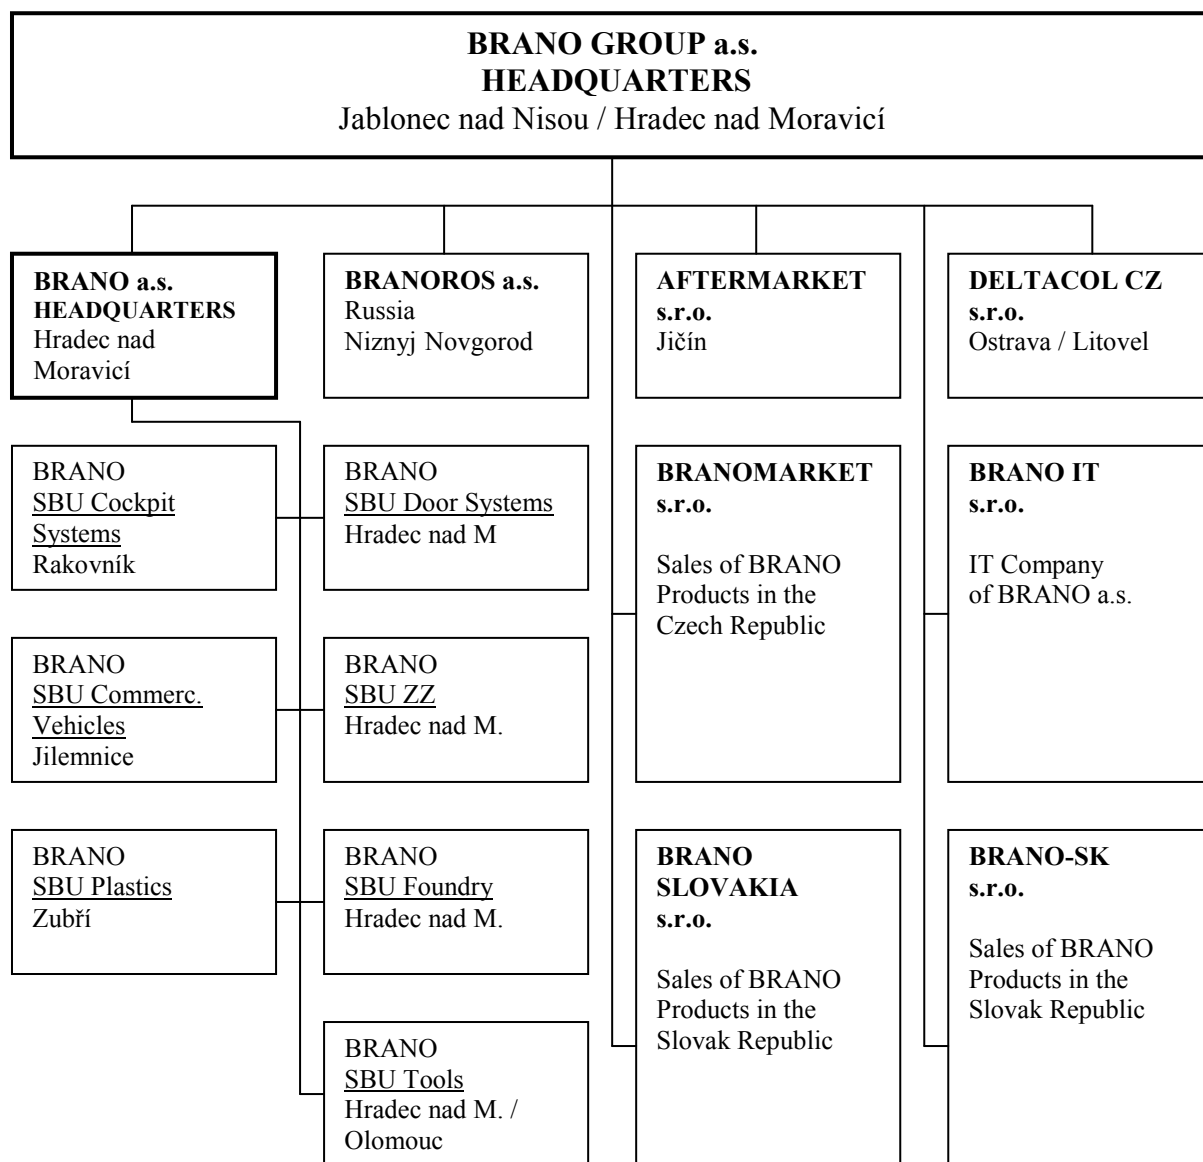 BRANO GROUP a.s.
HEADQUARTERS
Jablonec nad Nisou / Hradec nad Moravicí
BRANO a.s.
HEADQUARTERS
Hradec nad
Moravicí
BRANOROS a.s.
Russia
Niznyj Novgorod
AFTERMARKET
s.r.o.
Jičín
DELTACOL CZ
s.r.o.
Ostrava / Litovel
BRANO
SBU Cockpit
Systems
Rakovník
BRANO
SBU Door Systems
Hradec nad M
BRANOMARKET
s.r.o.
Sales of BRANO
Products in the
Czech Republic
BRANO IT
s.r.o.
IT Company
of BRANO a.s.
BRANO
SBU Commerc.
Vehicles
Jilemnice
BRANO
SBU ZZ
Hradec nad M.
BRANO
SBU Plastics
Zubří
BRANO
SBU Foundry
Hradec nad M.
BRANO
SLOVAKIA
s.r.o.
Sales of BRANO
Products in the
Slovak Republic
BRANO-SK
s.r.o.
Sales of BRANO
Products in the
Slovak Republic
BRANO
SBU Tools
Hradec nad M. /
Olomouc